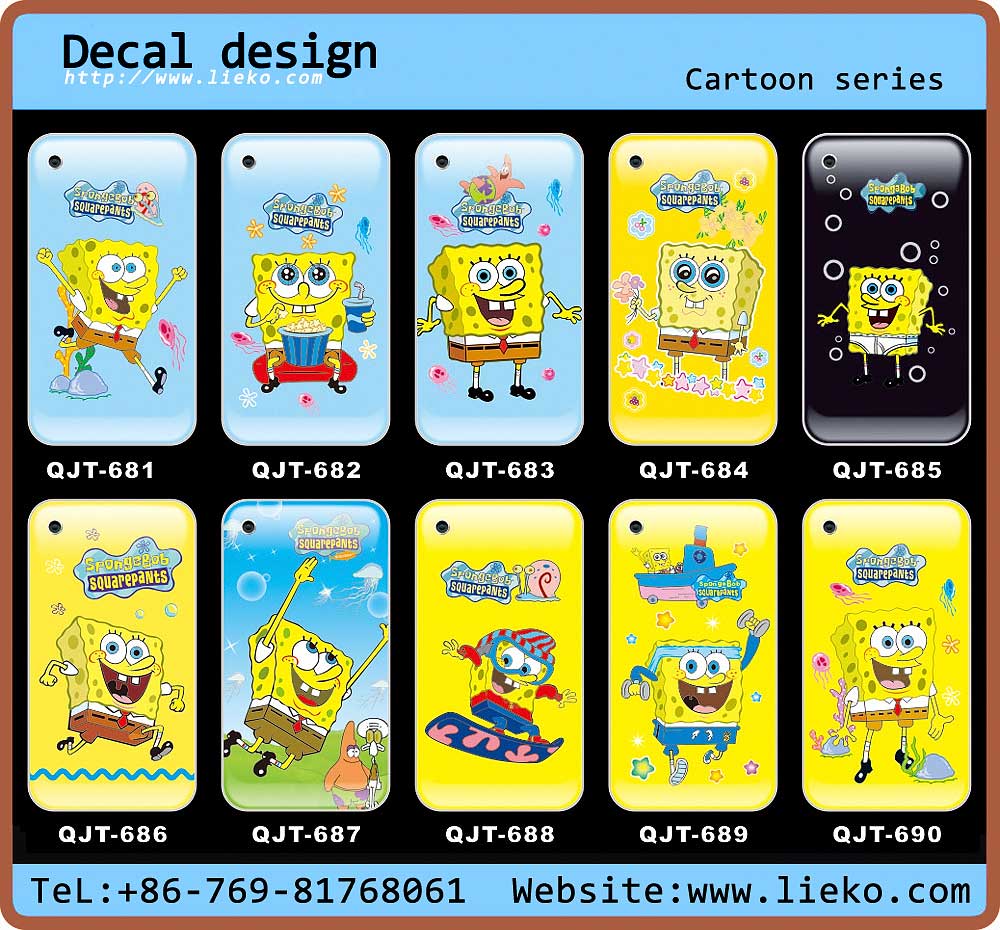 Decal design
http://www.lieko.com
Cartoon series
SpongeBob
SQUAREPANTS
SpongeBob
SQUAREPANTS
SpongeBob
SQUAREPANTS
SpongeBob
SQUAREPANTS
SpongeBob
SQUAREPANTS
QJT-681 QJT-682 QJT-683 QJT-684 QJT-685
SpongeBob
SQUAREPANTS
SpongeBob
SQUAREPANTS
SpongeBob
SQUAREPANTS
SpongeBob
SQUAREPANTS
SpongeBob
SQUAREPANTS
QJT-686 QJT-687 QJT-688 QJT-689 QJT-690
TeL:+86-769-81768061 Website:www.lieko.com